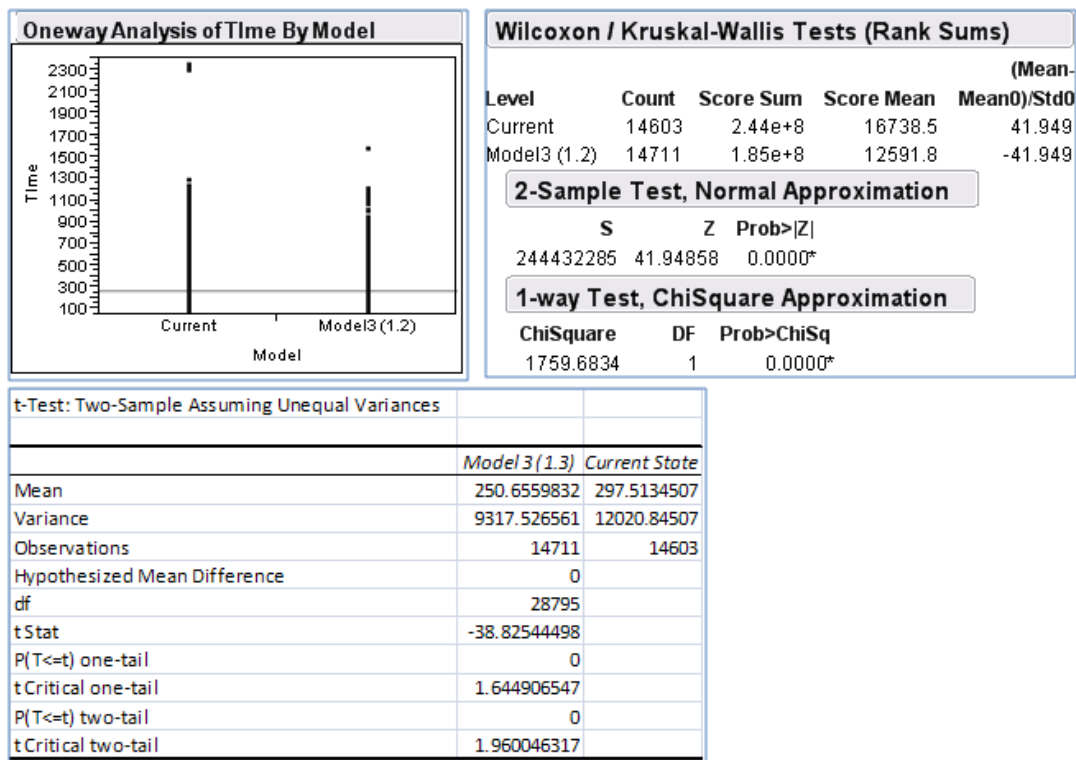 Oneway Analysis of TIme By Model
2300
2100
1900
1700
1500
1300
1100
900
700
500
300
100
TIme
Current Model3 (1.2)
Model
Wilcoxon / Kruskal-Wallis Tests (Rank Sums)
(Mean-
Level Count Score Sum Score Mean Mean0)/Std0
Current 14603 2.44e+8 16738.5 41.949
Model3 (1.2) 14711 1.85e+8 12591.8 -41.949
2-Sample Test, Normal Approximation
S Z Prob>|Z|
244432285 41.94858 0.0000*
1-way Test, ChiSquare Approximation
ChiSquare DF Prob>ChiSq
1759.6834 1 0.0000*
t-Test: Two-Sample Assuming Unequal Variances
Model 3 (1.3) Current State
Mean 250.6559832 297.5134507
Variance 9317.526561 12020.84507
Observations 14711 14603
Hypothesized Mean Difference 0
df 28795
t Stat -38.82544498
P(T<=t) one-tail 0
t Critical one-tail 1.644906547
P(T<=t) two-tail 0
t Critical two-tail 1.960046317